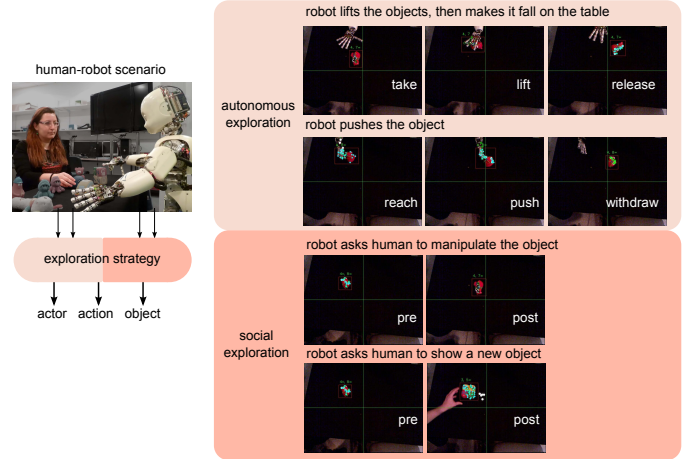 human-robot scenario
exploration strategy
actor
action
object
autonomous
exploration
robot lifts the objects, then makes it fall on the table
take
lift
release
robot pushes the object
reach
push
withdraw
social
exploration
robot asks human to manipulate the object
pre
post
robot asks human to show a new object
pre
post